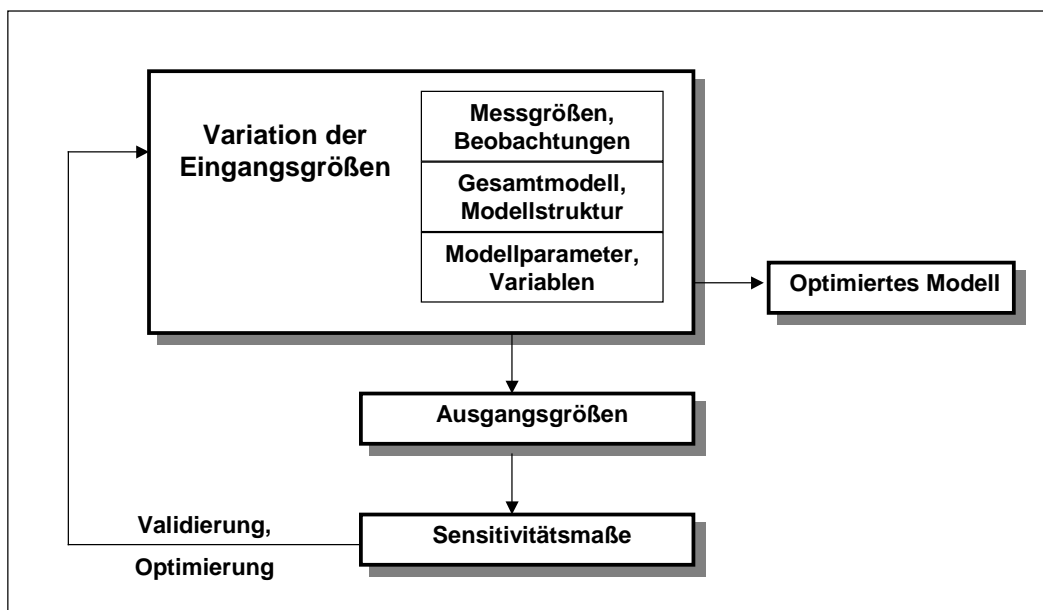 Variation der
Eingangsgrößen
Messgrößen,
Beobachtungen
Gesamtmodell,
Modellstruktur
Modellparameter,
Variablen
Optimiertes Modell
Ausgangsgrößen
Sensitivitätsmaße
Validierung,
Optimierung